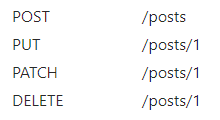 POST /posts
PUT /posts/1
PATCH /posts/1
DELETE /posts/1